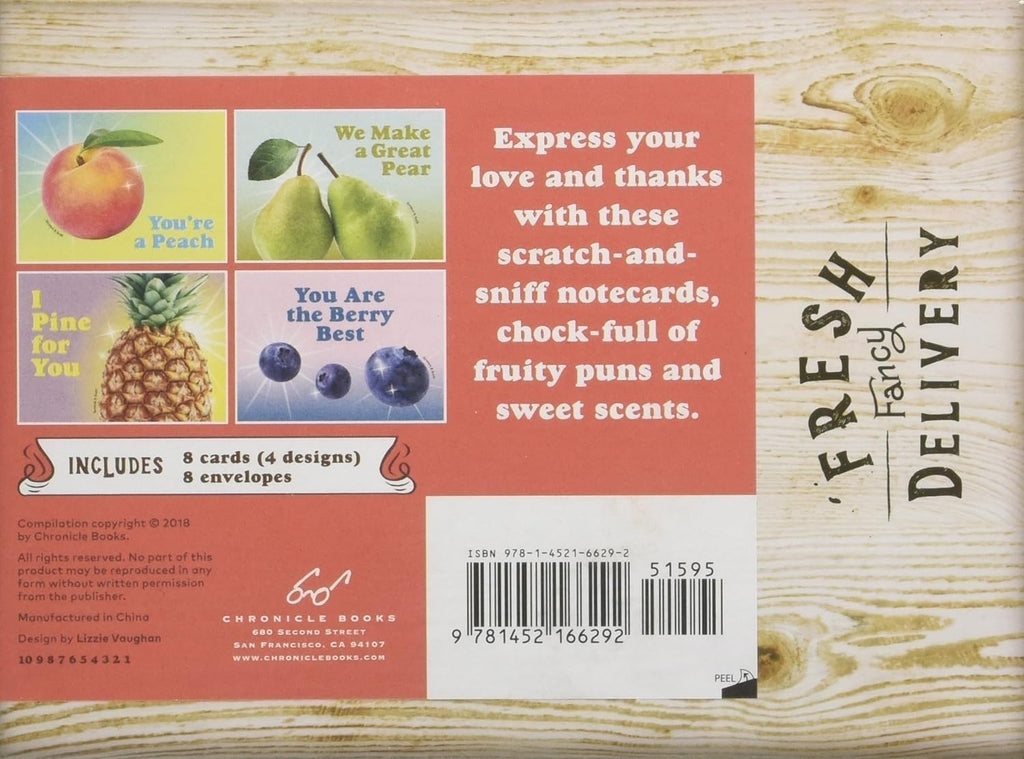 You're
a Peach
We Make
a Great
Pear
I
Pine
for
You
You Are
the Berry
Best
Express your
love and thanks
with these
scratch-and-
sniff notecards,
chock-full of
fruity puns and
sweet scents.
INCLUDES
8 cards (4 designs)
8 envelopes
Compilation copyright © 2018
by Chronicle Books.
All rights reserved. No part of this
product may be reproduced in any
form without written permission
from the publisher.
Manufactured in China
Design by Lizzie Vaughan
10 9 8 7 6 5 4 3 2 1
CHRONICLE BOOKS
680 SECOND STREET
SAN FRANCISCO, CA 94107
WWW.CHRONICLEBOOKS.COM
ISBN 978-1-4521-6629-2
51595
9 781452 166292
PEEL
FRESH
Fancy
DELIVERY